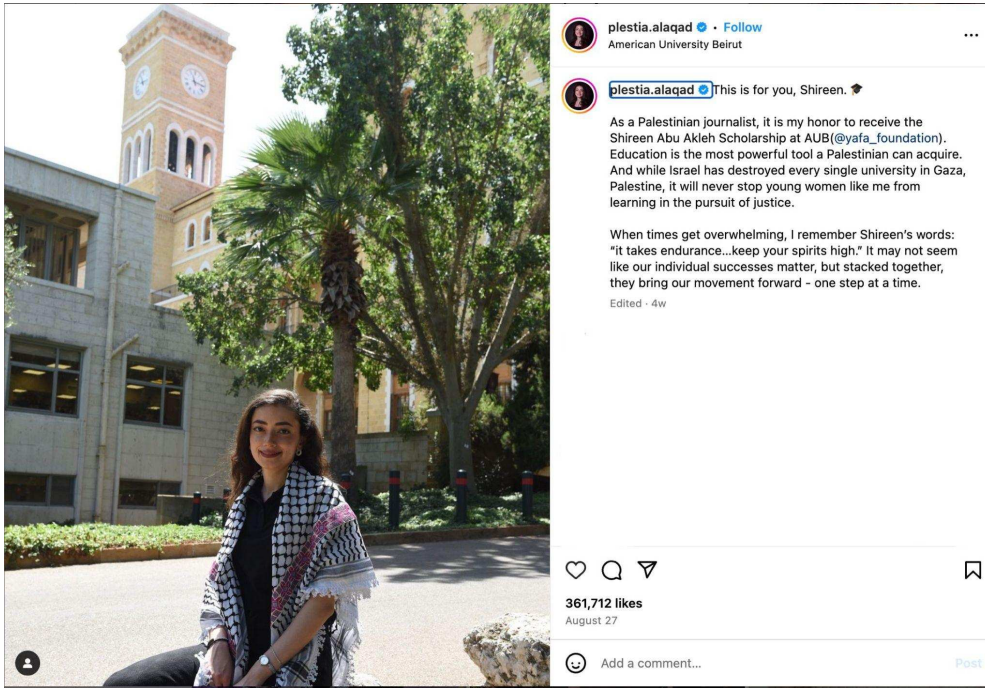 plestia.alaqad • Follow
American University Beirut
plestia.alaqad This is for you, Shireen. 🎓
As a Palestinian journalist, it is my honor to receive the
Shireen Abu Akleh Scholarship at AUB(@yafa_foundation).
Education is the most powerful tool a Palestinian can acquire.
And while Israel has destroyed every single university in Gaza,
Palestine, it will never stop young women like me from
learning in the pursuit of justice.
When times get overwhelming, I remember Shireen’s words:
“it takes endurance...keep your spirits high.” It may not seem
like our individual successes matter, but stacked together,
they bring our movement forward - one step at a time.
Edited · 4w
361,712 likes
August 27
Add a comment...
Post